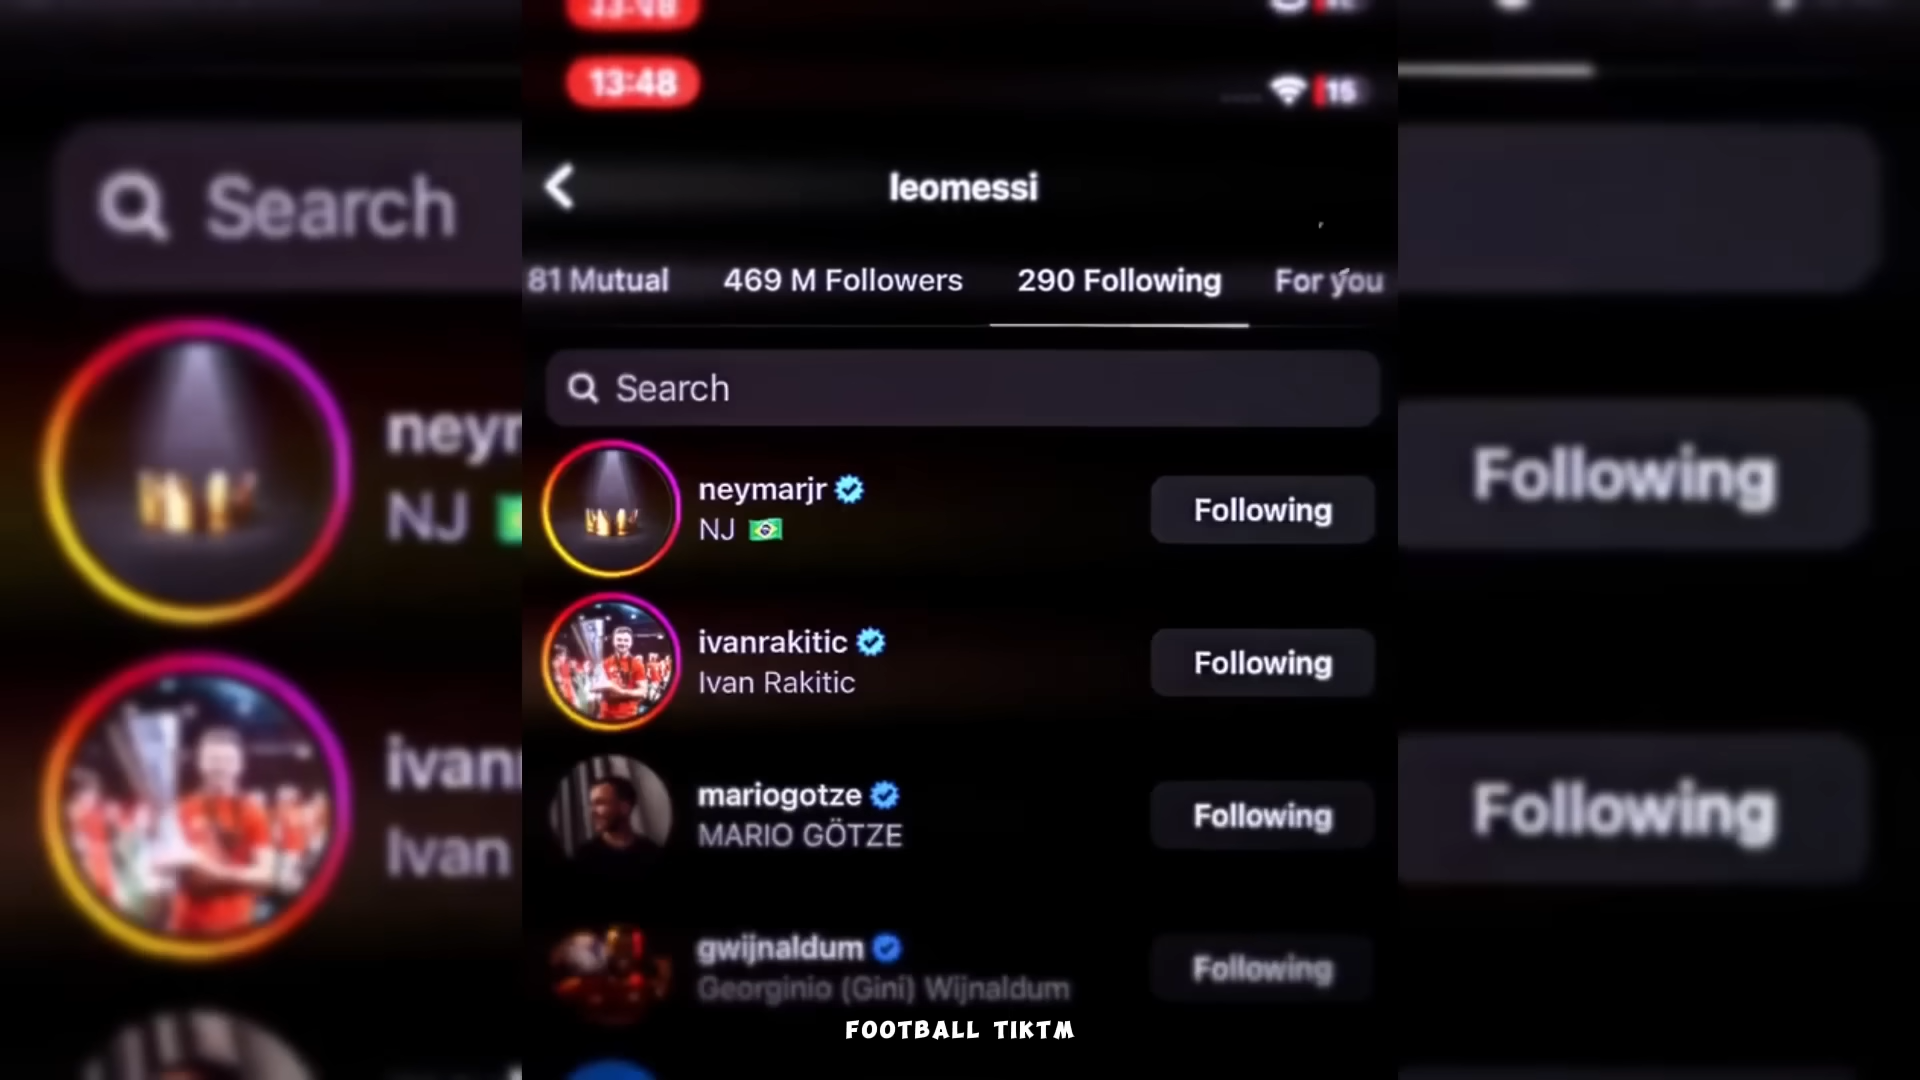 13:48
15
leomessi
81 Mutual 469 M Followers 290 Following For you
Search
neymarjr
NJ
Following
ivanrakitic
Ivan Rakitic
Following
mariogotze
MARIO GÖTZE
Following
gwijnaldum
Georginio (Gini) Wijnaldum
Following
FOOTBALL TIKTM
Search
neyr
NJ
ivan
Ivan
Following
Following